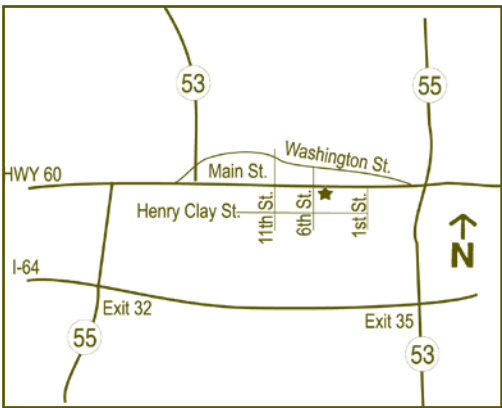 53
55
Washington St.
Main St.
HWY 60
11th St.
6th St.
1st St.
Henry Clay St.
N
I-64
Exit 32
Exit 35
55
53